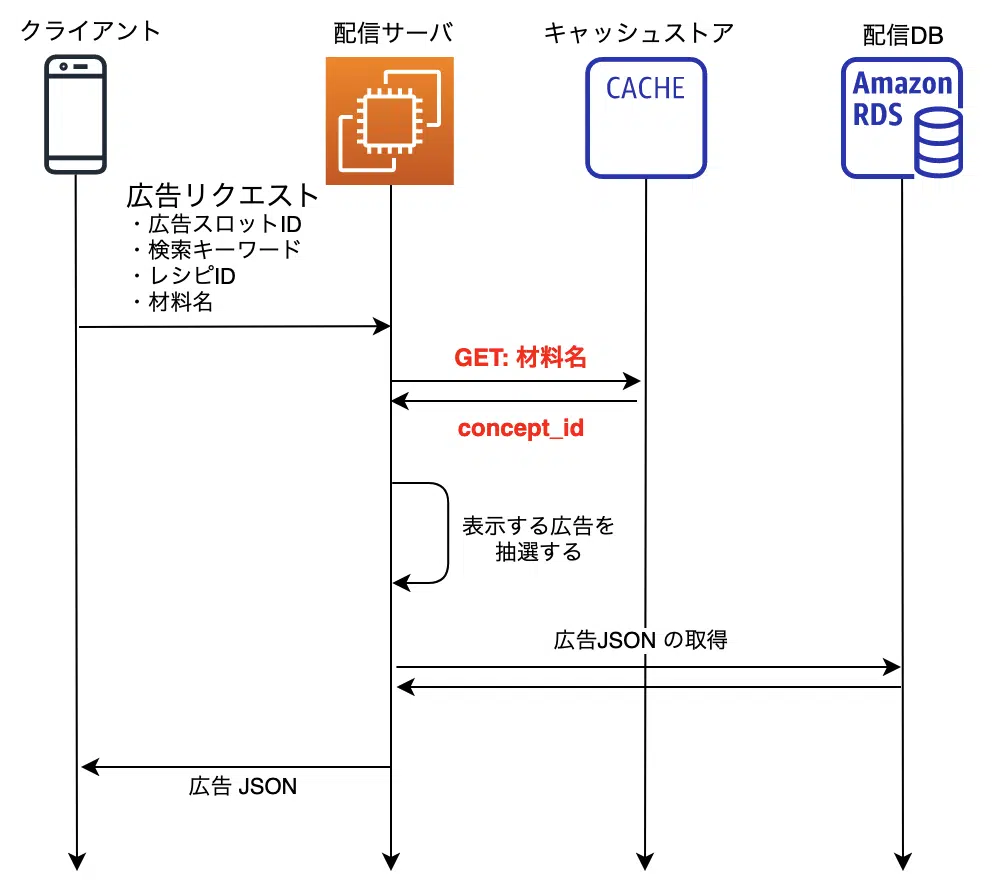 クライアント
配信サーバ
キャッシュストア
配信DB
CACHE
Amazon
RDS
広告リクエスト
・広告スロットID
・検索キーワード
・レシピID
・材料名
GET: 材料名
concept_id
表示する広告を
抽選する
広告JSON の取得
広告 JSON